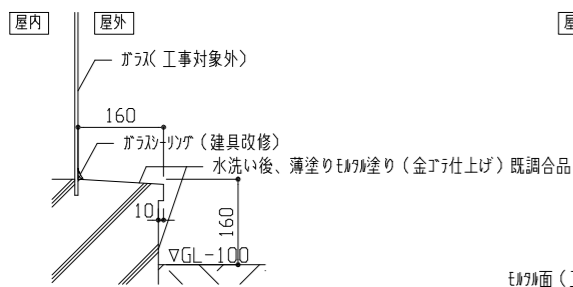 屋内
屋外
ガラス(工事対象外)
160
ガラスシーリング(建具改修)
水洗い後、薄塗りモルタル塗り(金ゴテ仕上げ)既調合品
10
160
▽GL-100
モルタル面(